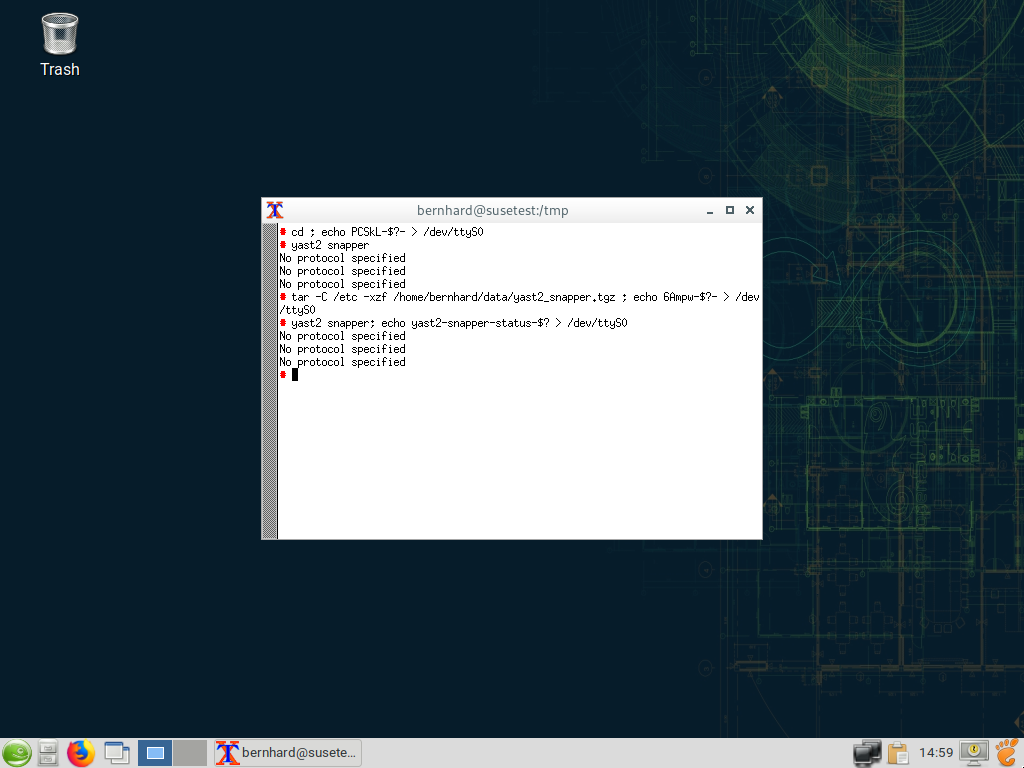 Trash
bernhard@susetest:/tmp
# cd ; echo PCSkL-$?- > /dev/ttyS0
# yast2 snapper
No protocol specified
No protocol specified
No protocol specified
# tar -C /etc -xzf /home/bernhard/data/yast2_snapper.tgz ; echo 6Ampw-$?- > /dev
/ttyS0
# yast2 snapper; echo yast2-snapper-status-$? > /dev/ttyS0
No protocol specified
No protocol specified
No protocol specified
#
bernhard@susete...
14:59